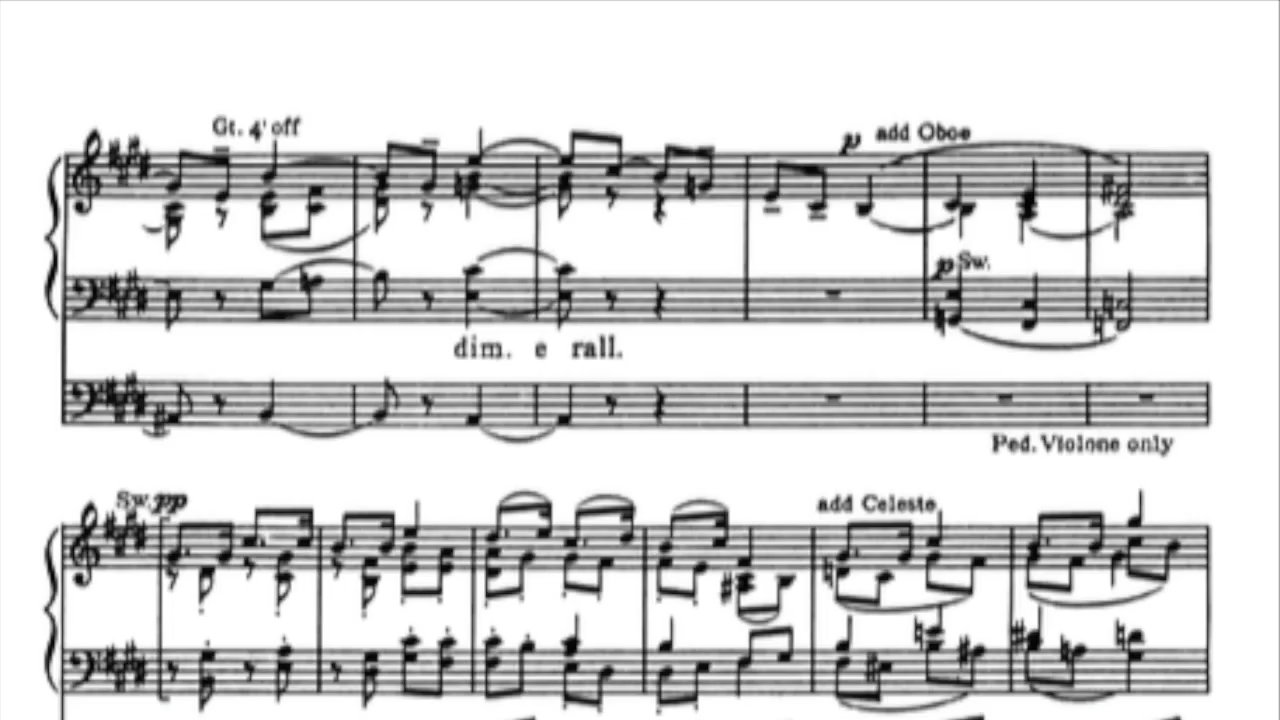 Gt. 4' off
p add Oboe
p Sw.
dim. e rall.
Ped. Violone only
Sw. pp
add Celeste